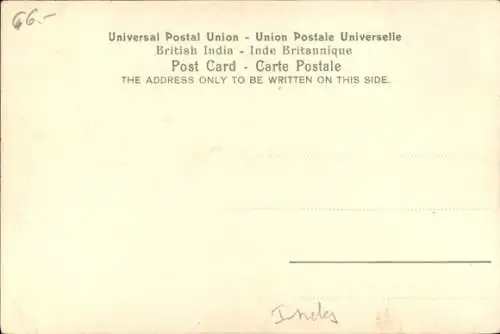 66.-
Universal Postal Union - Union Postale Universelle
British India - Inde Britannique
Post Card - Carte Postale
THE ADDRESS ONLY TO BE WRITTEN ON THIS SIDE.